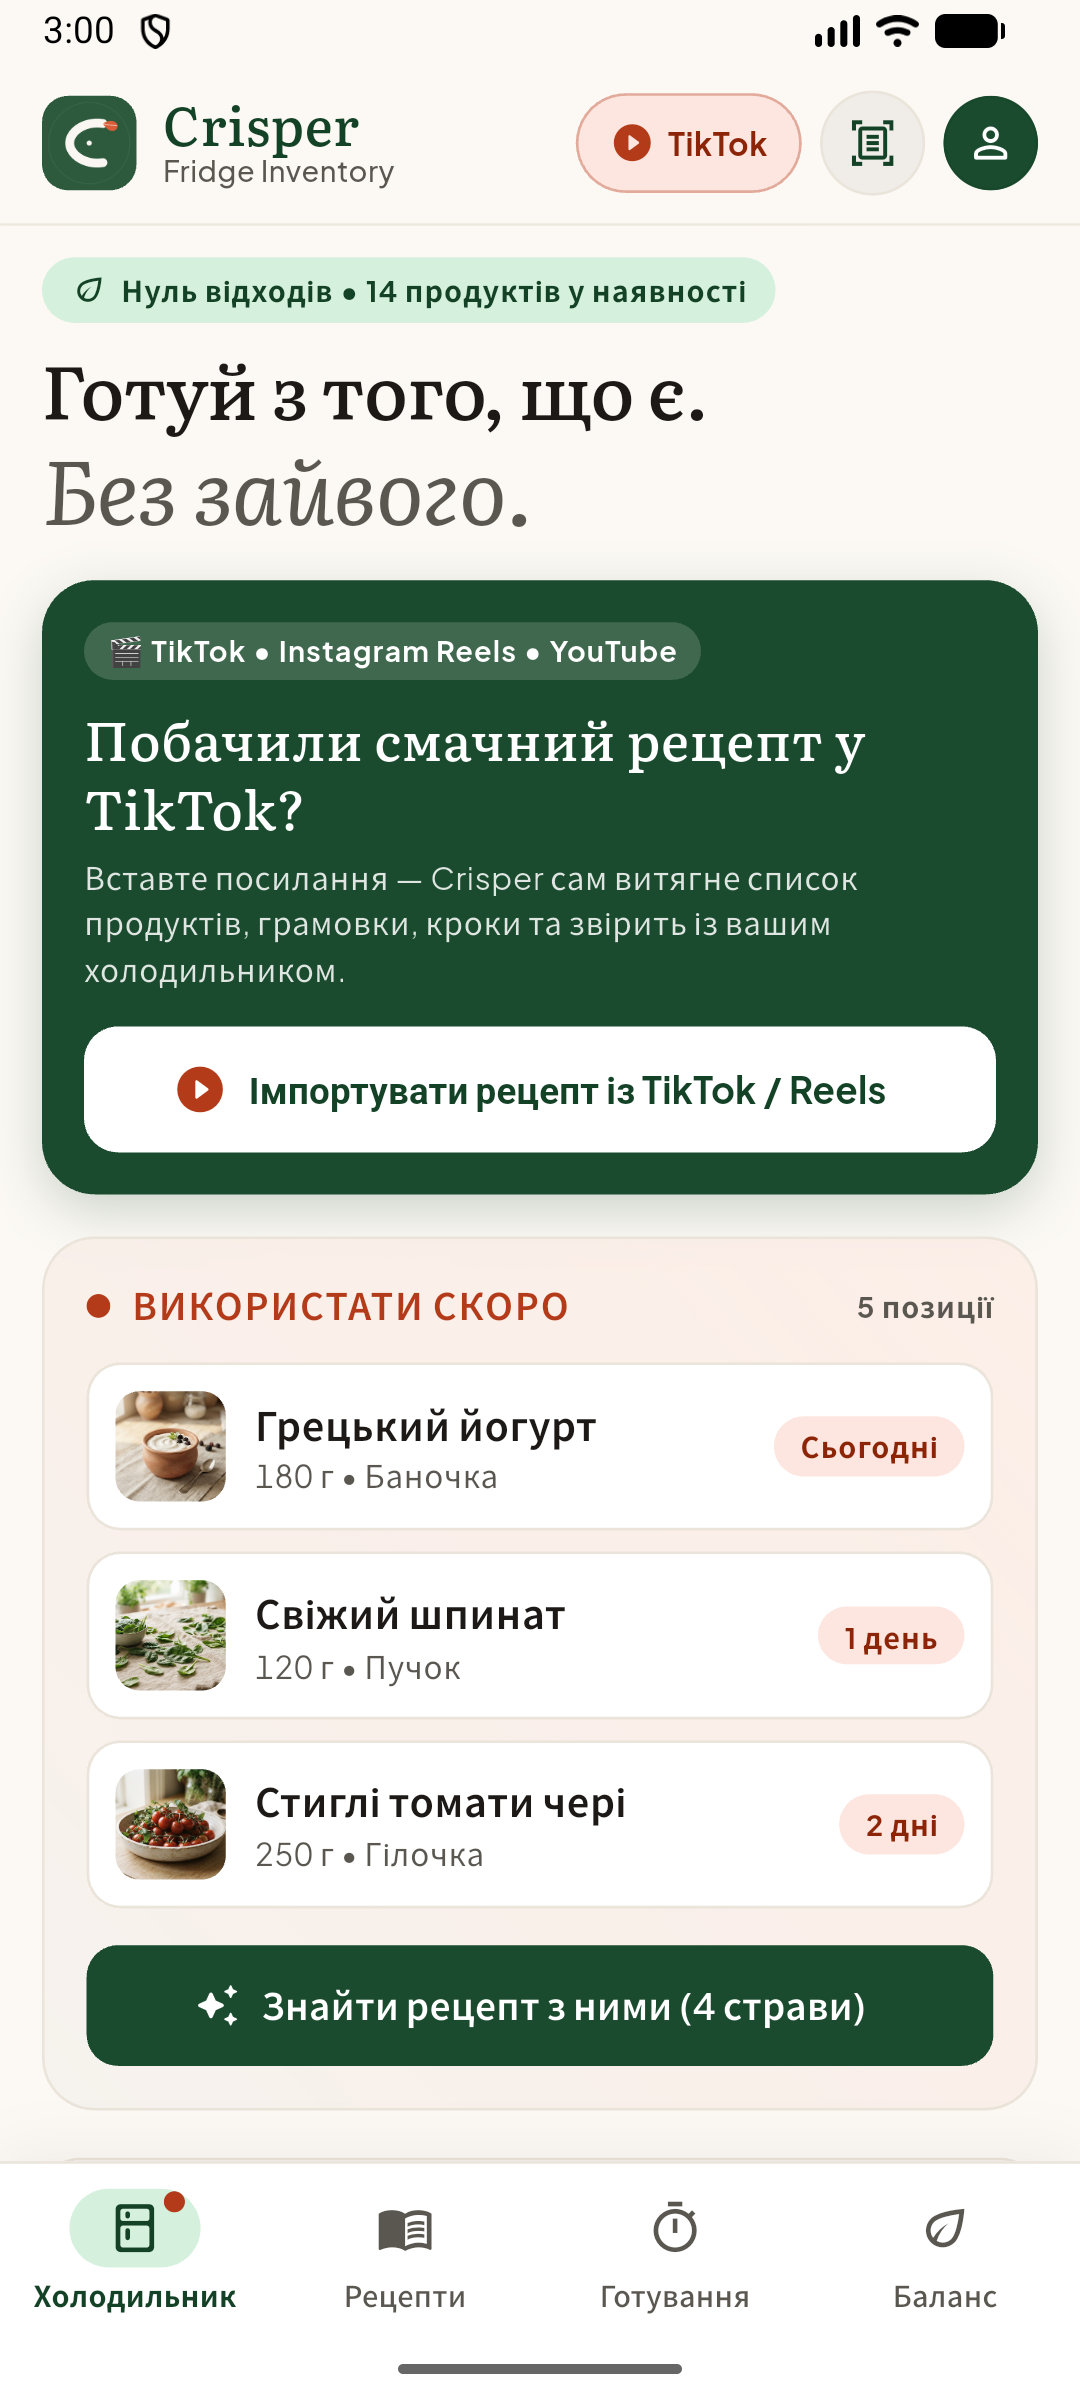 3:00
Crisper
Fridge Inventory
TikTok
Нуль відходів • 14 продуктів у наявності
Готуй з того, що є.
Без зайвого.
🎬 TikTok • Instagram Reels • YouTube
Побачили смачний рецепт у
TikTok?
Вставте посилання — Crisper сам витягне список
продуктів, грамовки, кроки та звірить із вашим
холодильником.
Імпортувати рецепт із TikTok / Reels
ВИКОРИСТАТИ СКОРО
5 позиції
Грецький йогурт
180 г • Баночка
Сьогодні
Свіжий шпинат
120 г • Пучок
1 день
Стиглі томати чері
250 г • Гілочка
2 дні
Знайти рецепт з ними (4 страви)
Холодильник
Рецепти
Готування
Баланс